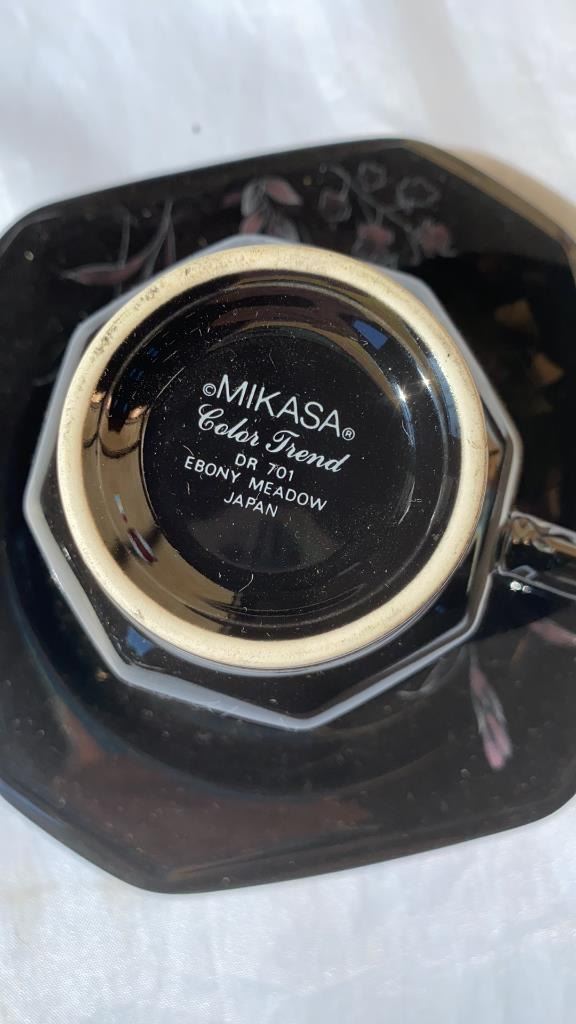 ©MIKASA®
Color Trend
DR 701
EBONY MEADOW
JAPAN